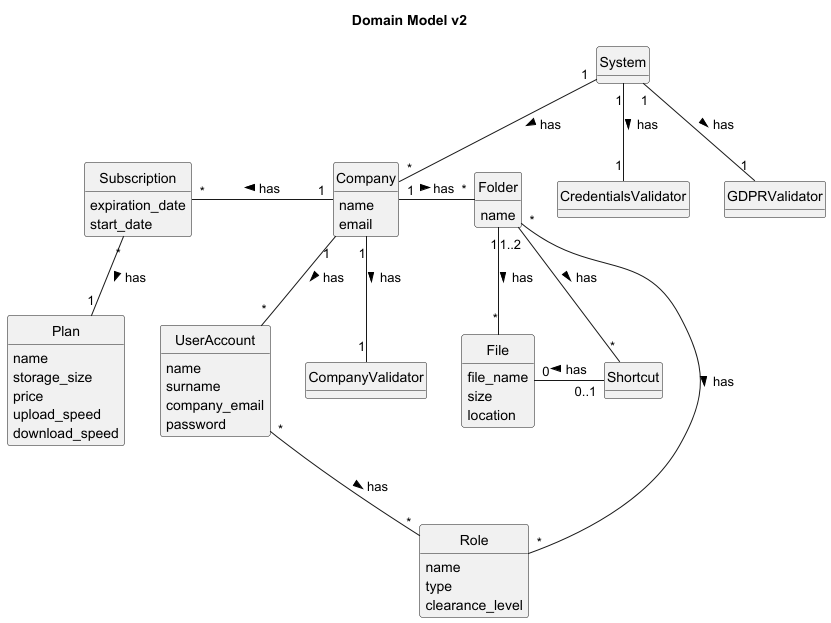 Domain Model v2
System
1
1
1
has
has
has
*
1
1
Subscription
expiration_date
start_date
*
has
1
Company
name
email
1
has
*
Folder
name
*
CredentialsValidator
GDPRValidator
*
has
1
1
has
*
1
has
1
1
1..2
has
has
*
*
has
Plan
name
storage_size
price
upload_speed
download_speed
UserAccount
name
surname
company_email
password
CompanyValidator
File
file_name
size
location
0
has
0..1
Shortcut
*
has
*
*
Role
name
type
clearance_level